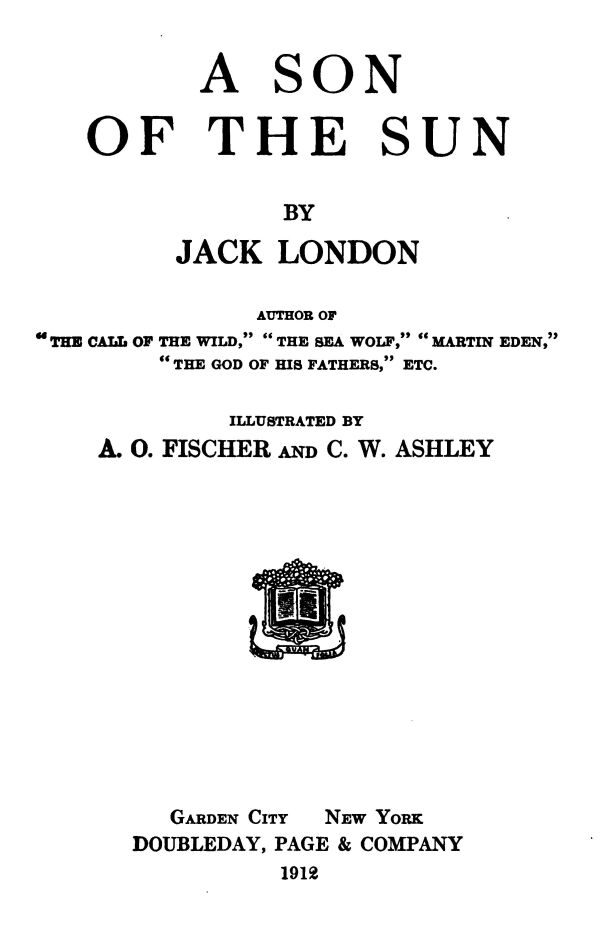 A SON
OF THE SUN
BY
JACK LONDON
AUTHOR OF
“THE CALL OF THE WILD,” “THE SEA WOLF,” “MARTIN EDEN,”
“THE GOD OF HIS FATHERS,” ETC.
ILLUSTRATED BY
A. O. FISCHER AND C. W. ASHLEY
QUAM
GARDEN CITY NEW YORK
DOUBLEDAY, PAGE & COMPANY
1912